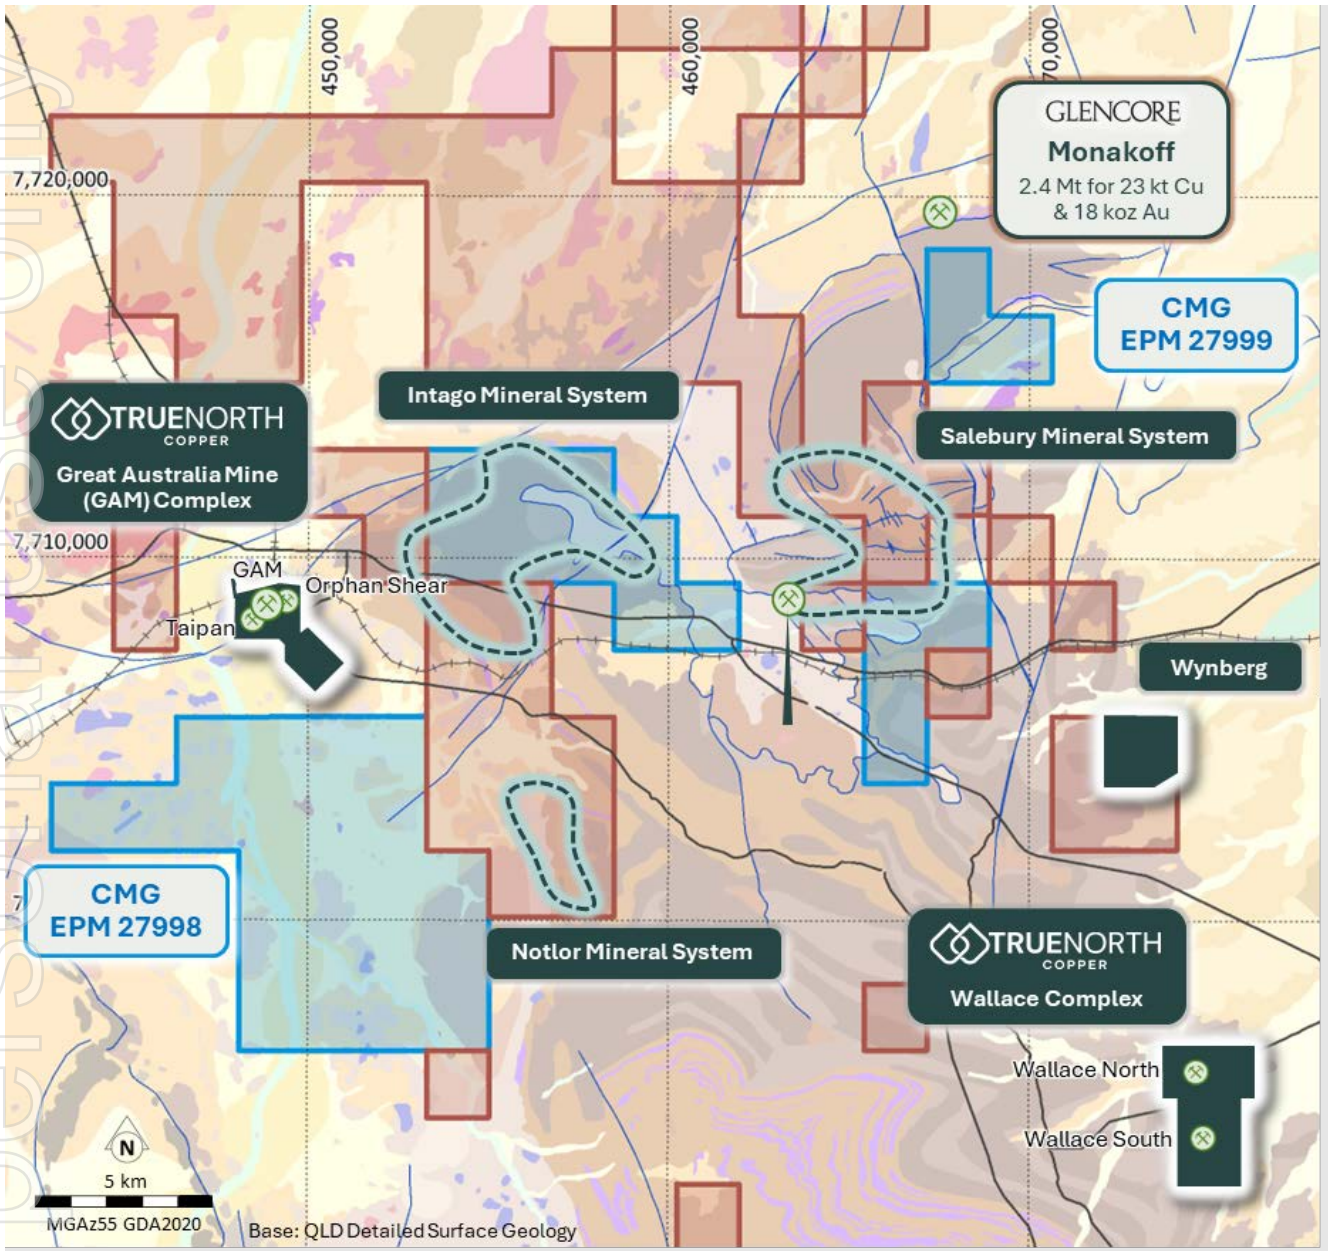 450,000
460,000
70,000
GLENCORE
Monakoff
2.4 Mt for 23 kt Cu
& 18 koz Au
7,720,000
CMG
EPM 27999
Intago Mineral System
TRUENORTH
COPPER
Great Australia Mine
(GAM) Complex
Salebury Mineral System
7,710,000
GAM
Orphan Shear
Taipan
Wynberg
7
CMG
EPM 27998
Notlor Mineral System
TRUENORTH
COPPER
Wallace Complex
Wallace North
Wallace South
N
5 km
MGAz55 GDA2020
Base: QLD Detailed Surface Geology